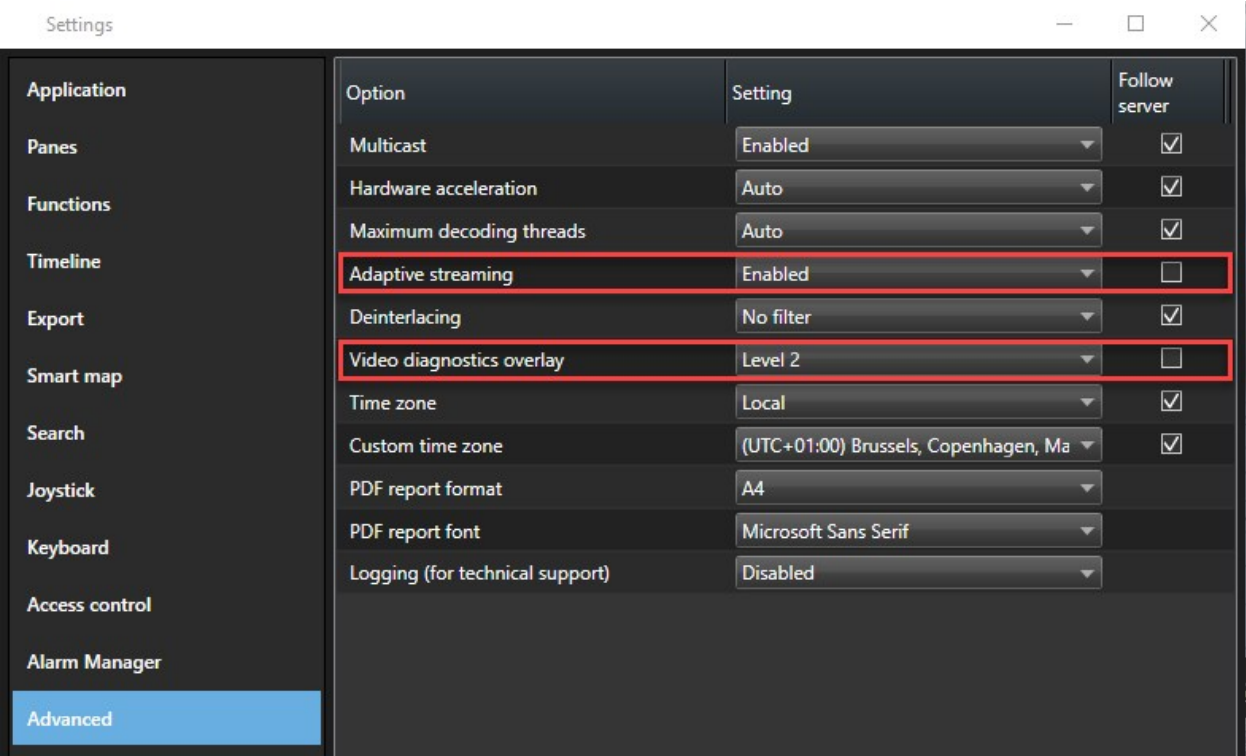 Settings
Application
Panes
Functions
Timeline
Export
Smart map
Search
Joystick
Keyboard
Access control
Alarm Manager
Advanced
Option Setting Follow server
Multicast Enabled
Hardware acceleration Auto
Maximum decoding threads Auto
Adaptive streaming Enabled
Deinterlacing No filter
Video diagnostics overlay Level 2
Time zone Local
Custom time zone (UTC+01:00) Brussels, Copenhagen, Ma
PDF report format A4
PDF report font Microsoft Sans Serif
Logging (for technical support) Disabled